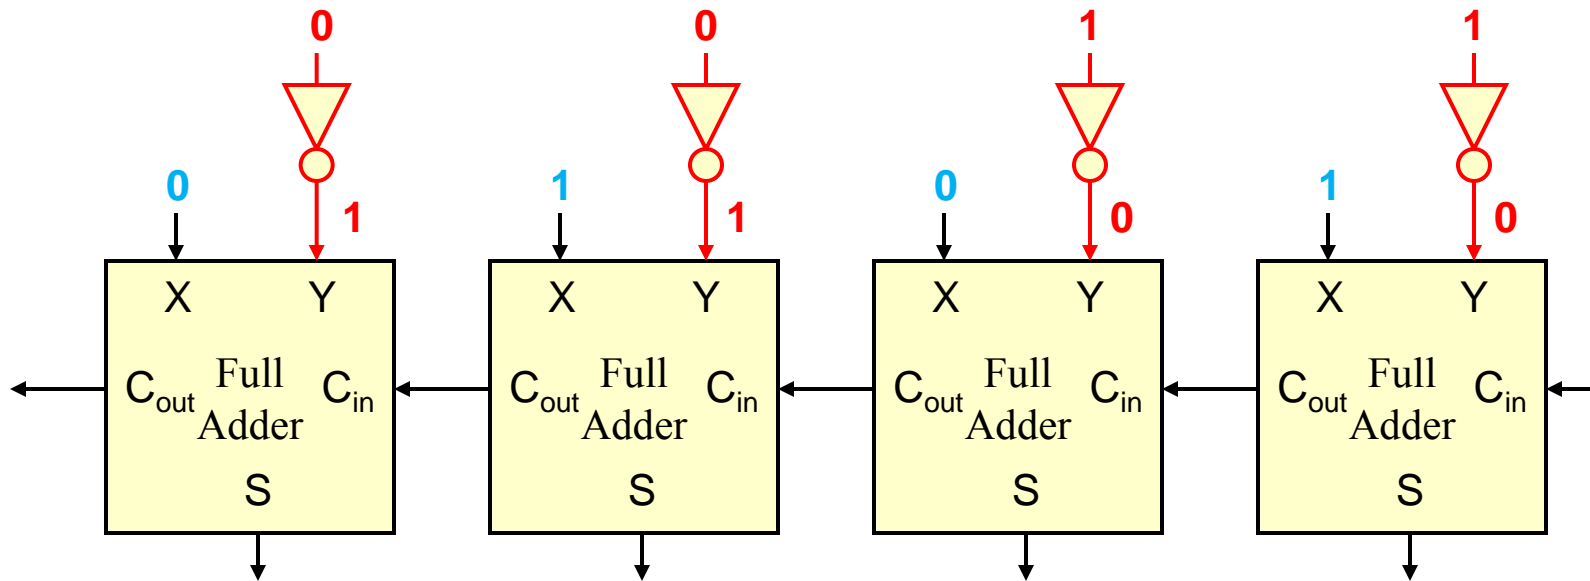 0 0 1 1
0 1 0 1
1 1 0 0
X Y X Y X Y X Y
Cout Full Adder Cin Cout Full Adder Cin Cout Full Adder Cin Cout Full Adder Cin
S S S S